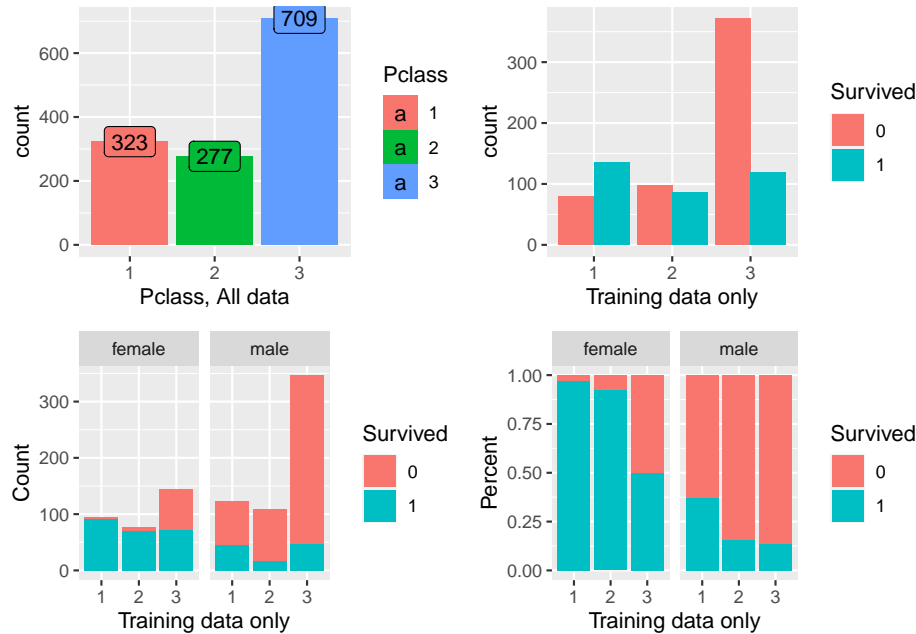 709
323
277
600
400
200
0
count
1 2 3
Pclass, All data
Pclass
a 1
a 2
a 3
300
200
100
0
count
1 2 3
Training data only
Survived
0
1
female male
300
200
100
0
Count
1 2 3 1 2 3
Training data only
Survived
0
1
female male
1.00
0.75
0.50
0.25
0.00
Percent
1 2 3 1 2 3
Training data only
Survived
0
1